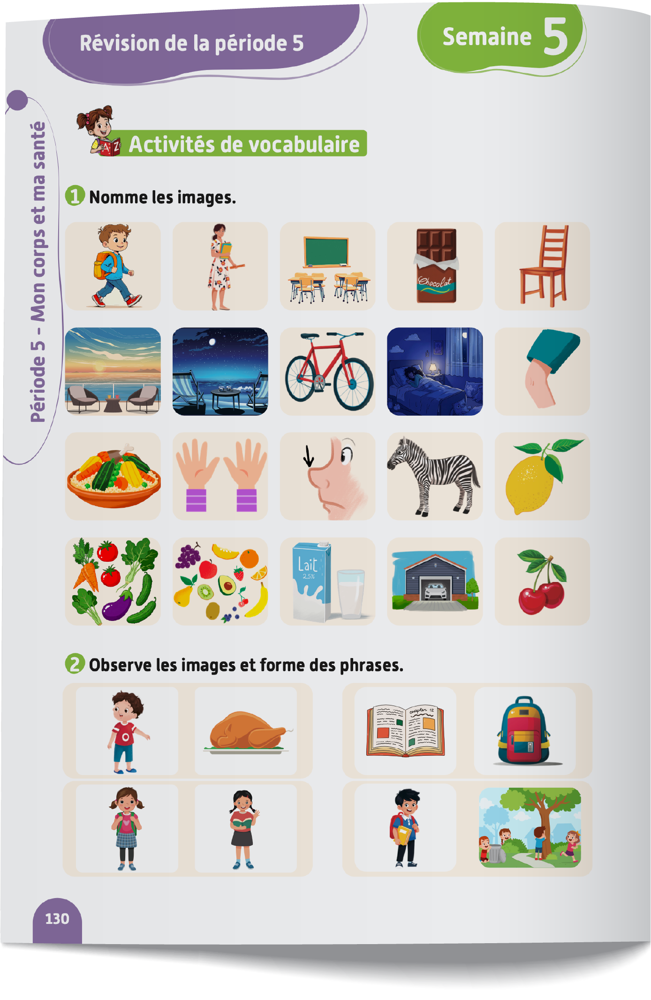 Révision de la période 5
Semaine 5
Période 5 - Mon corps et ma santé
A Z
Activités de vocabulaire
1 Nomme les images.
Chocolat
Lait
2,5%
2 Observe les images et forme des phrases.
chapter 12
130